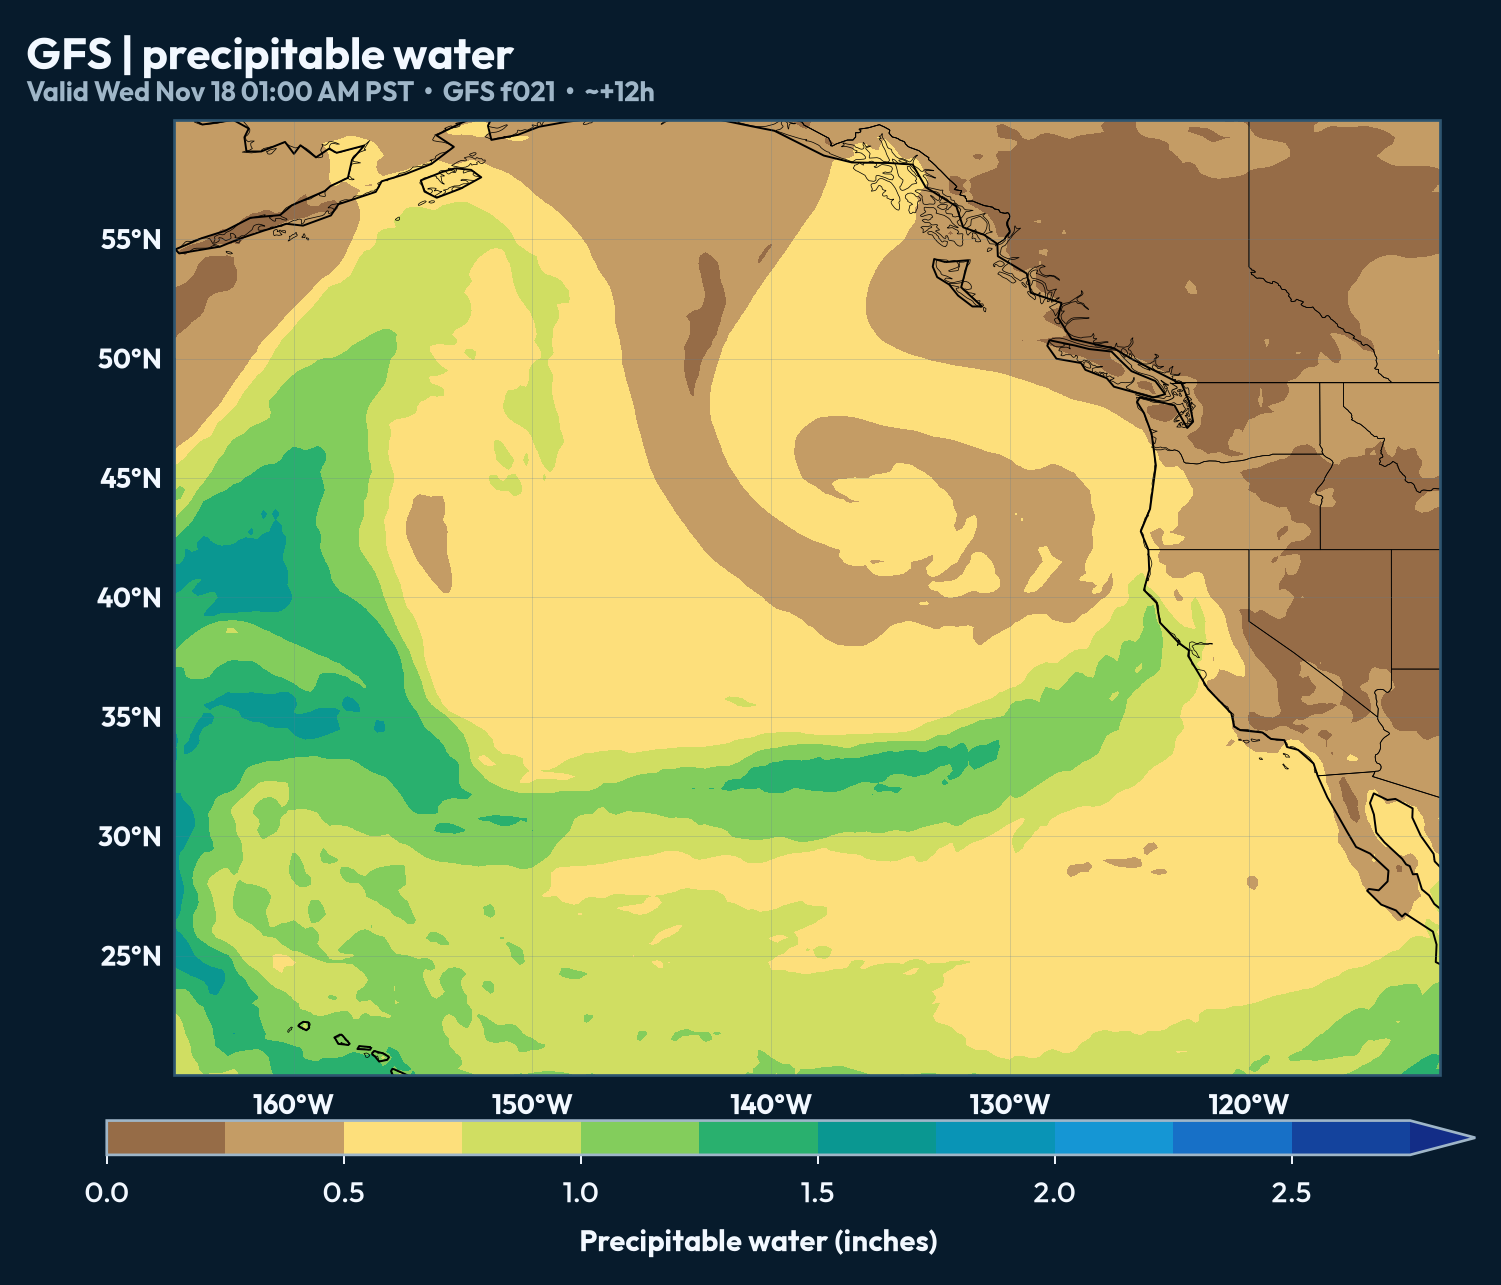 GFS | precipitable water
Valid Wed Nov 18 01:00 AM PST • GFS f021 • ~+12h
55°N
50°N
45°N
40°N
35°N
30°N
25°N
160°W 150°W 140°W 130°W 120°W
0.0 0.5 1.0 1.5 2.0 2.5
Precipitable water (inches)